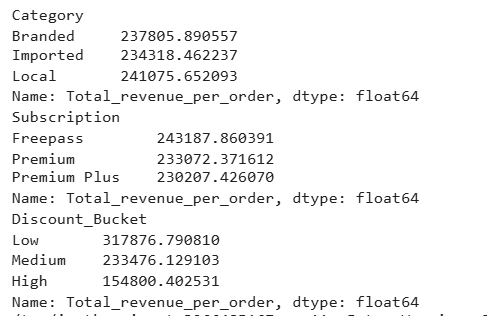 Category
Branded     237805.890557
Imported    234318.462237
Local       241075.652093
Name: Total_revenue_per_order, dtype: float64
Subscription
Freepass        243187.860391
Premium         233072.371612
Premium Plus    230207.426070
Name: Total_revenue_per_order, dtype: float64
Discount_Bucket
Low       317876.790810
Medium    233476.129103
High      154800.402531
Name: Total_revenue_per_order, dtype: float64